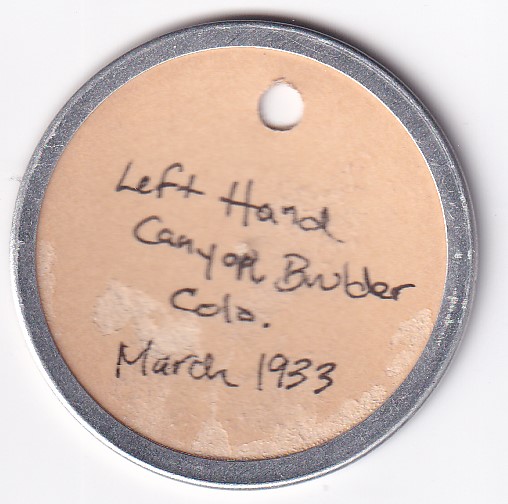 Left Hand
Canyon Boulder
Colo.
March 1933